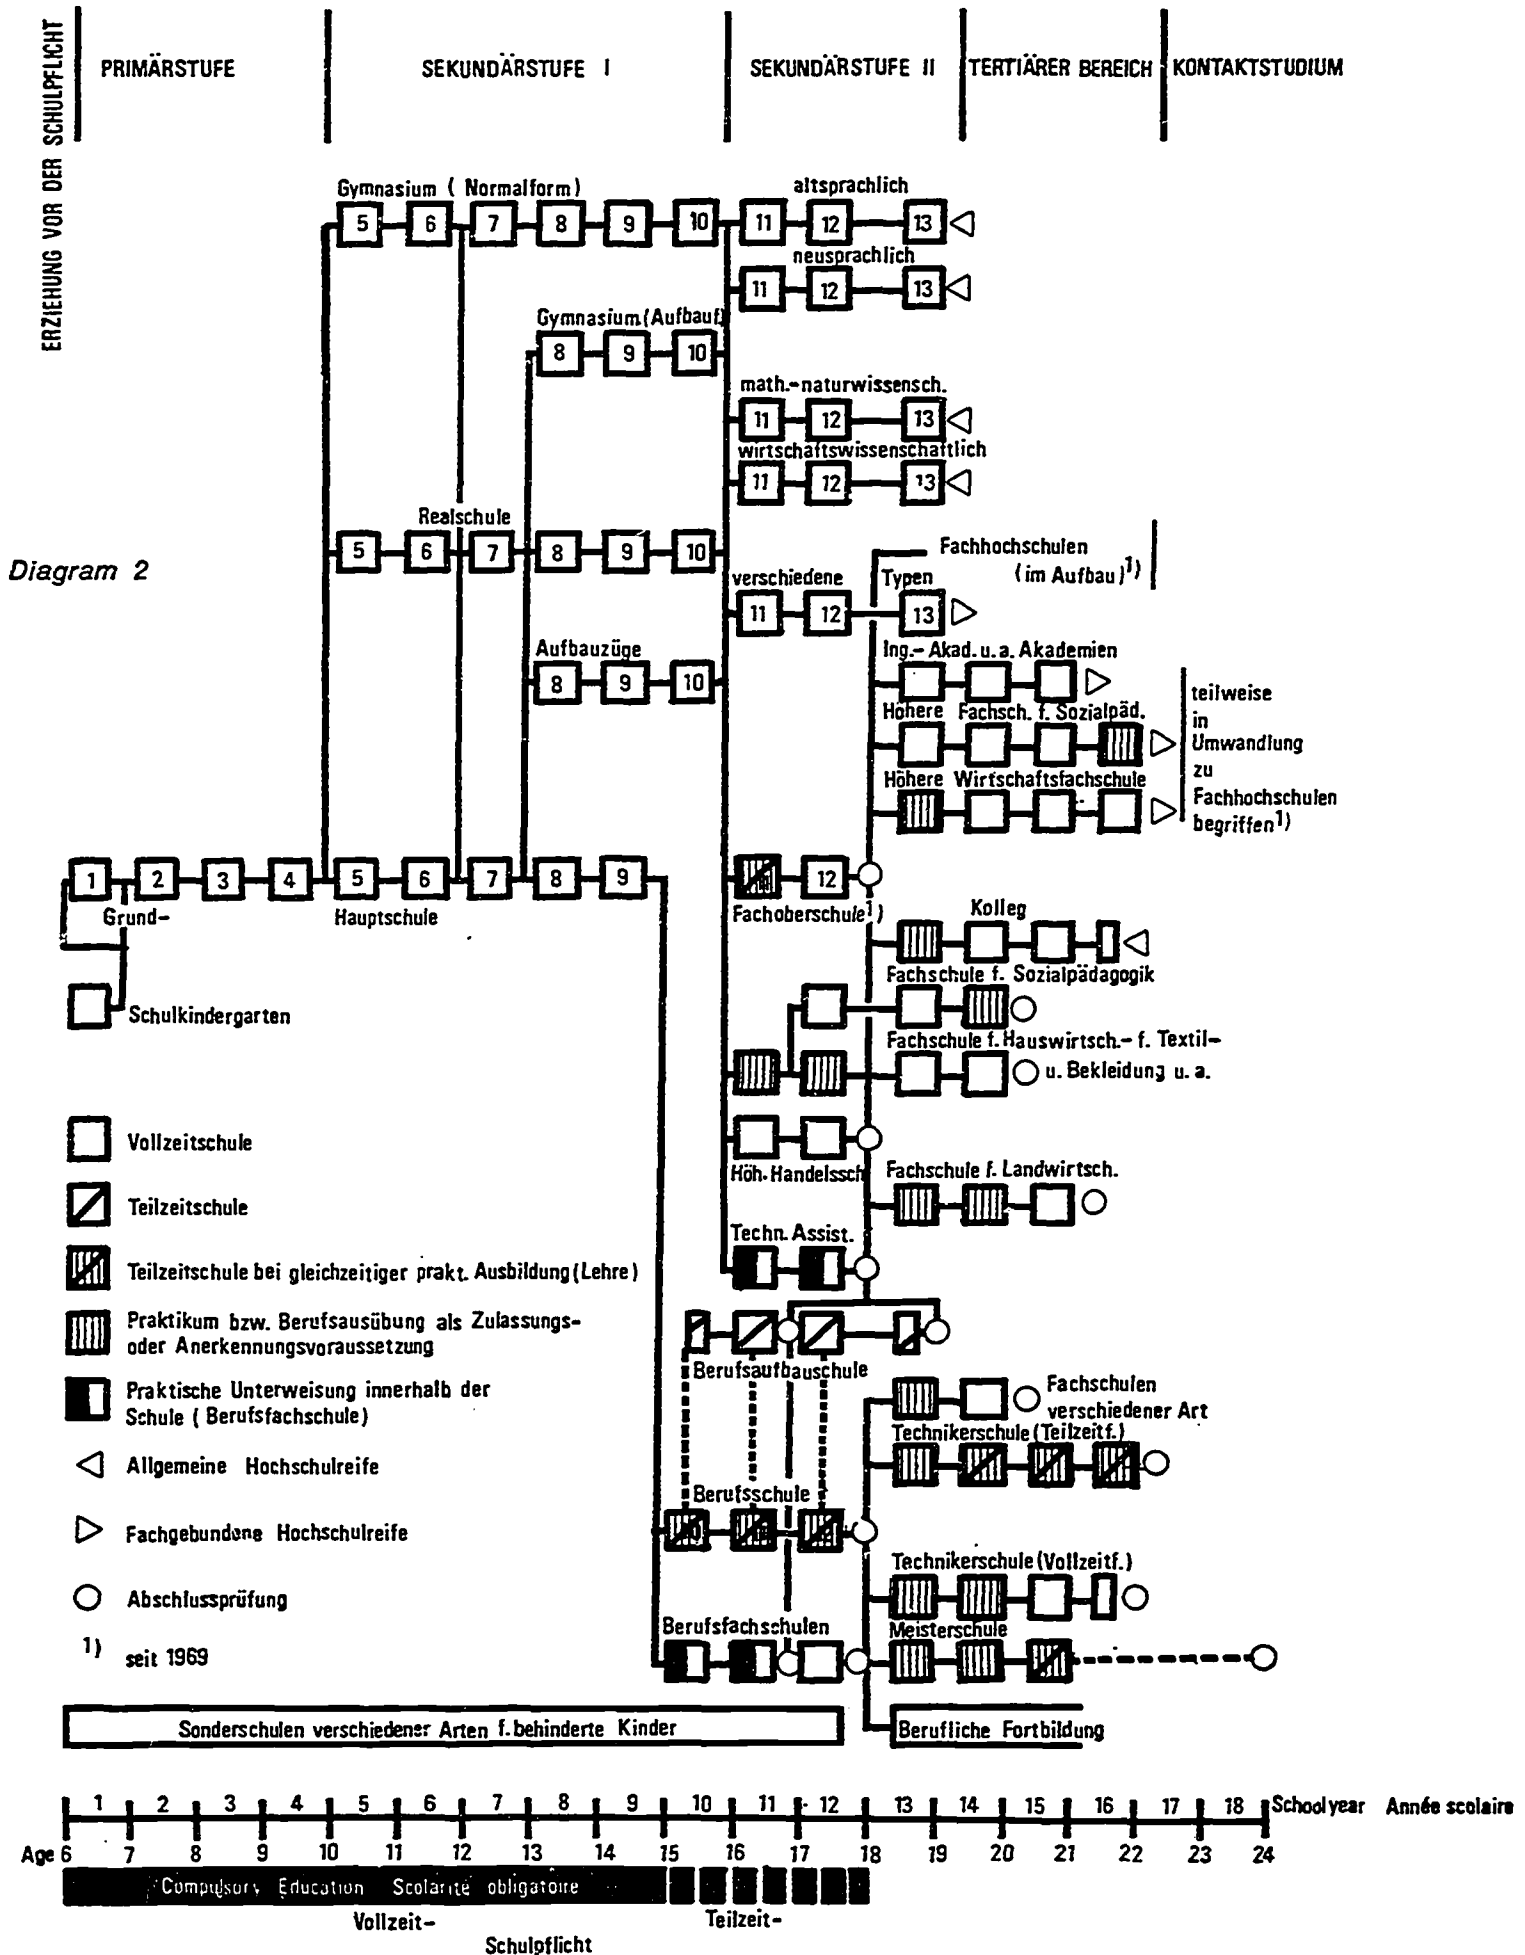 ERZIEHUNG VOR DER SCHULPFLICHT
PRIMÄRSTUFE
SEKUNDÄRSTUFE I
SEKUNDÄRSTUFE II
TERTIÄRER BEREICH
KONTAKTSTUDIUM
Gymnasium ( Normalform)
altsprachlich
5 6 7 8 9 10 11 12 13
neusprachlich
11 12 13
Gymnasium (Aufbauf.)
8 9 10
math.-naturwissensch.
11 12 13
wirtschaftswissenschaftlich
11 12 13
Realschule
5 6 7 8 9 10
Diagram 2
Fachhochschulen
(im Aufbau)1)
verschiedene Typen
11 12 13
Aufbauzüge
8 9 10
Ing.- Akad. u. a. Akademien
Höhere Fachsch. f. Sozialpäd.
Höhere Wirtschaftsfachschule
teilweise
in
Umwandlung
zu
Fachhochschulen
begriffen1)
1 2 3 4 5 6 7 8 9
12
Grund-
Hauptschule
Fachoberschule1)
Kolleg
Schulkindergarten
Fachschule f. Sozialpädagogik
Fachschule f. Hauswirtsch.- f. Textil-
u. Bekleidung u. a.
Höh. Handelssch
Fachschule f. Landwirtsch.
Techn. Assist.
Berufsaufbauschule
Fachschulen
verschiedener Art
Technikerschule (Teilzeitf.)
Berufsschule
Technikerschule (Vollzeitf.)
Berufsfachschulen
Meisterschule
Vollzeitschule
Teilzeitschule
Teilzeitschule bei gleichzeitiger prakt. Ausbildung (Lehre)
Praktikum bzw. Berufsausübung als Zulassungs-
oder Anerkennungsvoraussetzung
Praktische Unterweisung innerhalb der
Schule ( Berufsfachschule)
Allgemeine Hochschulreife
Fachgebundene Hochschulreife
Abschlussprüfung
1) seit 1969
Sonderschulen verschiedener Arten f. behinderte Kinder
Berufliche Fortbildung
1 2 3 4 5 6 7 8 9 10 11 12 13 14 15 16 17 18 School year Année scolaire
Age 6 7 8 9 10 11 12 13 14 15 16 17 18 19 20 21 22 23 24
Compulsory Education Scolarité obligatoire
Vollzeit-
Teilzeit-
Schulpflicht